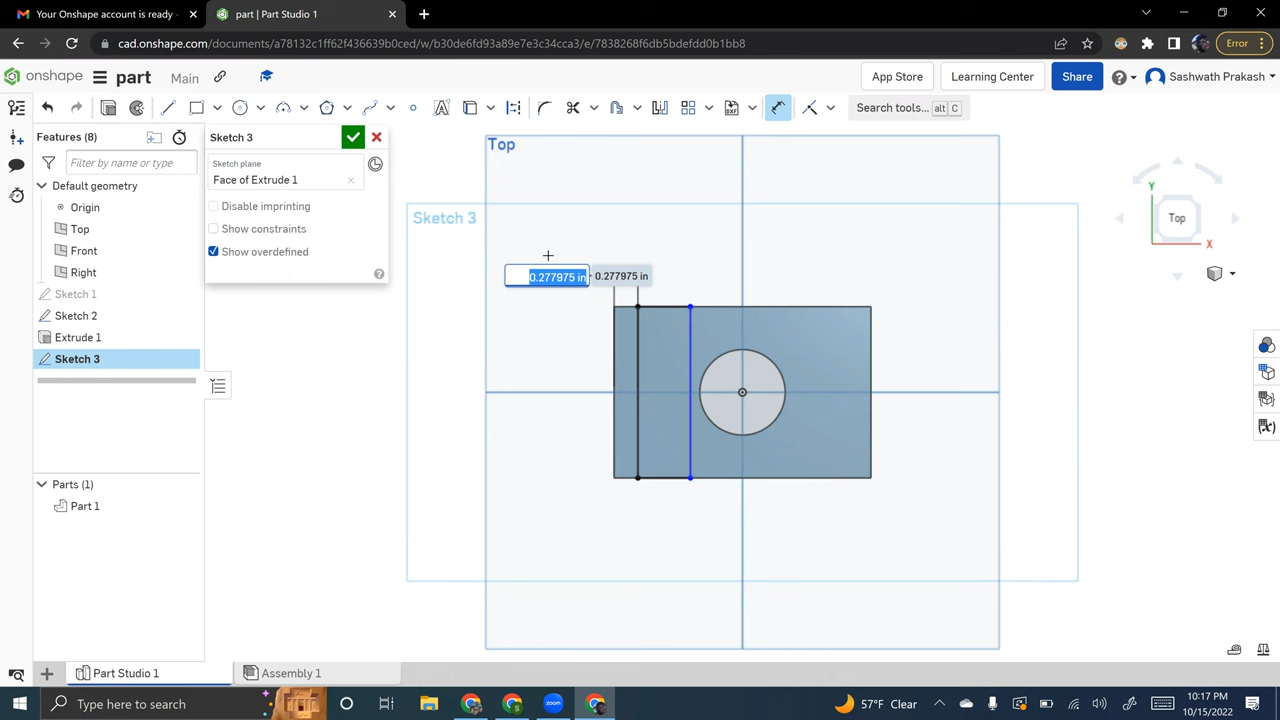 Your Onshape account is ready -
part | Part Studio 1
cad.onshape.com/documents/a78132c1ff62f436639b0ced/w/b30de6fd93a89e7e3c34cca3/e/7838268f6db5bdefdd0b1bb8
Error
onshape
part
Main
App Store
Learning Center
Share
Sashwath Prakash
Search tools... alt C
Features (8)
Filter by name or type
Default geometry
Origin
Top
Front
Right
Sketch 1
Sketch 2
Extrude 1
Sketch 3
Parts (1)
Part 1
Sketch 3
Sketch plane
Face of Extrude 1
Disable imprinting
Show constraints
Show overdefined
Top
Sketch 3
0.277975 in
0.277975 in
Y
Top
X
Part Studio 1
Assembly 1
Type here to search
zoom
57°F Clear
10:17 PM
10/15/2022